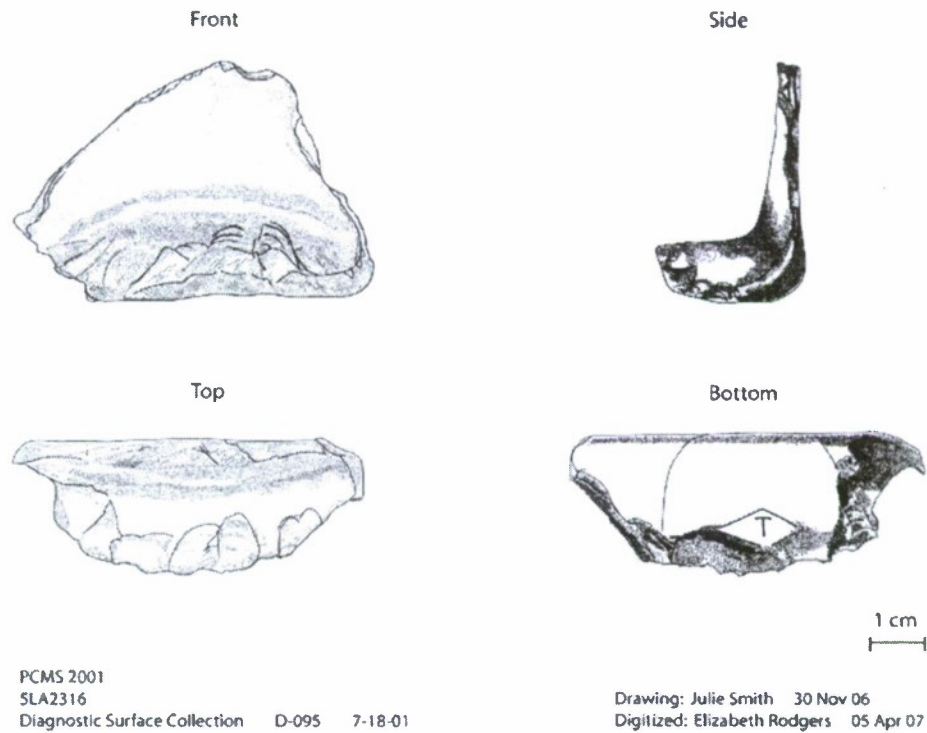 Front
Side
Top
Bottom
T
1 cm
PCMS 2001
5LA2316
Diagnostic Surface Collection D-095 7-18-01
Drawing: Julie Smith 30 Nov 06
Digitized: Elizabeth Rodgers 05 Apr 07